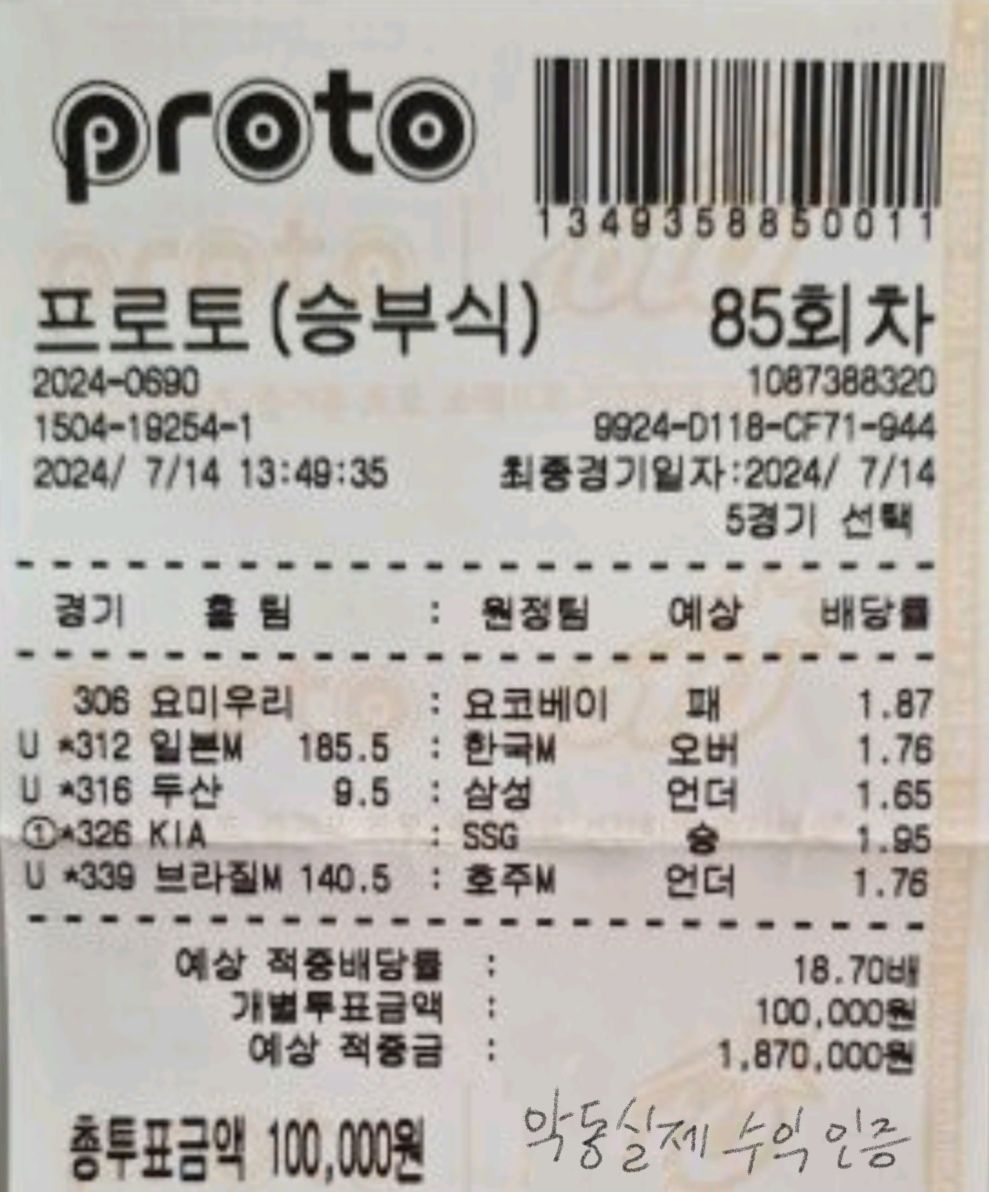 proto
1349358850011
프로토(승부식) 85회차
2024-0690 1087388320
1504-19254-1 9924-D118-CF71-944
2024/ 7/14 13:49:35 최종경기일자:2024/ 7/14
5경기 선택
경기 홈 팀 : 원정팀 예상 배당률
306 요미우리 : 요코베이 패 1.87
U *312 일본M 185.5 : 한국M 오버 1.76
U *316 두산 9.5 : 삼성 언더 1.65
①*326 KIA : SSG 승 1.95
U *339 브라질M 140.5 : 호주M 언더 1.76
예상 적중배당률 : 18.70배
개별투표금액 : 100,000원
예상 적중금 : 1,870,000원
총투표금액 100,000원
악동실제 수익 인증